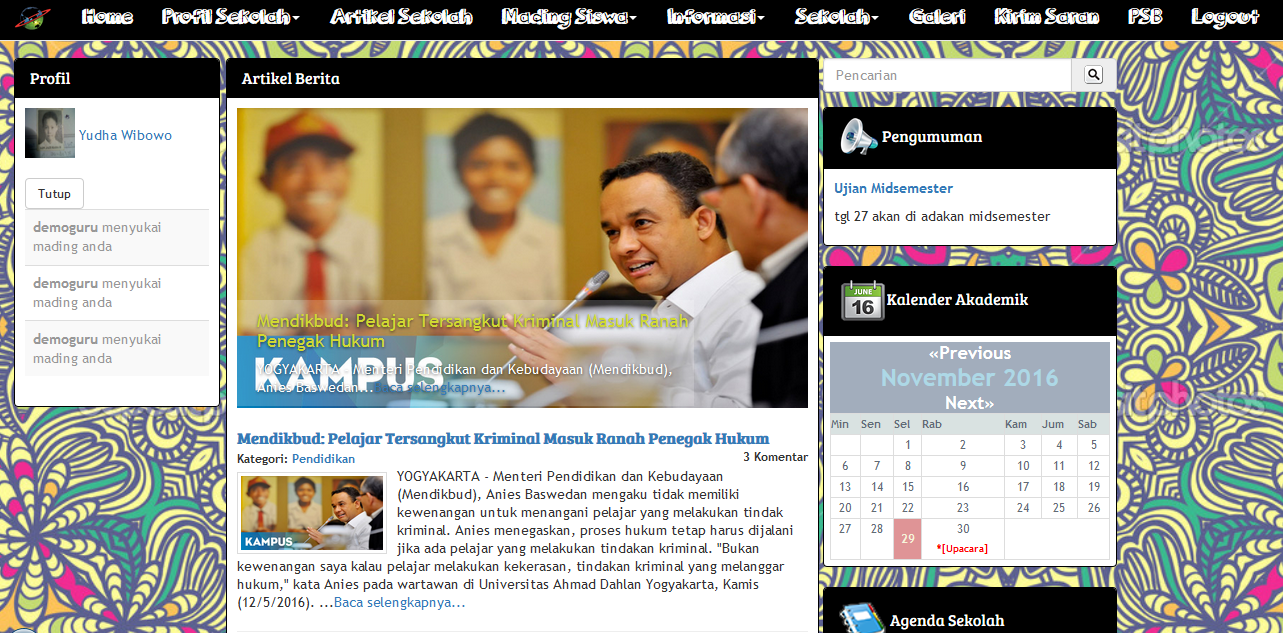 Home Profil Sekolah Artikel Sekolah Mading Siswa Informasi Sekolah Galeri Kirim Saran PSB Logout
Profil
Yudha Wibowo
Tutup
demoguru menyukai
mading anda
demoguru menyukai
mading anda
demoguru menyukai
mading anda
Artikel Berita
Mendikbud: Pelajar Tersangkut Kriminal Masuk Ranah
Penegak Hukum
KAMPUS
YOGYAKARTA - Menteri Pendidikan dan Kebudayaan (Mendikbud),
Anies Baswedan...Baca selengkapnya...
Mendikbud: Pelajar Tersangkut Kriminal Masuk Ranah Penegak Hukum
Kategori: Pendidikan
3 Komentar
KAMPUS
YOGYAKARTA - Menteri Pendidikan dan Kebudayaan
(Mendikbud), Anies Baswedan mengaku tidak memiliki
kewenangan untuk menangani pelajar yang melakukan tindak
kriminal. Anies menegaskan, proses hukum tetap harus dijalani
jika ada pelajar yang melakukan tindakan kriminal. "Bukan
kewenangan saya kalau pelajar melakukan kekerasan, tindakan kriminal yang melanggar
hukum," kata Anies pada wartawan di Universitas Ahmad Dahlan Yogyakarta, Kamis
(12/5/2016). ...Baca selengkapnya...
Pencarian
Pengumuman
Ujian Midsemester
tgl 27 akan di adakan midsemester
JUNE
16
Kalender Akademik
«Previous
November 2016
Next»
Min Sen Sel Rab Kam Jum Sab
1 2 3 4 5
6 7 8 9 10 11 12
13 14 15 16 17 18 19
20 21 22 23 24 25 26
27 28 29 30
*[Upacara]
Agenda Sekolah